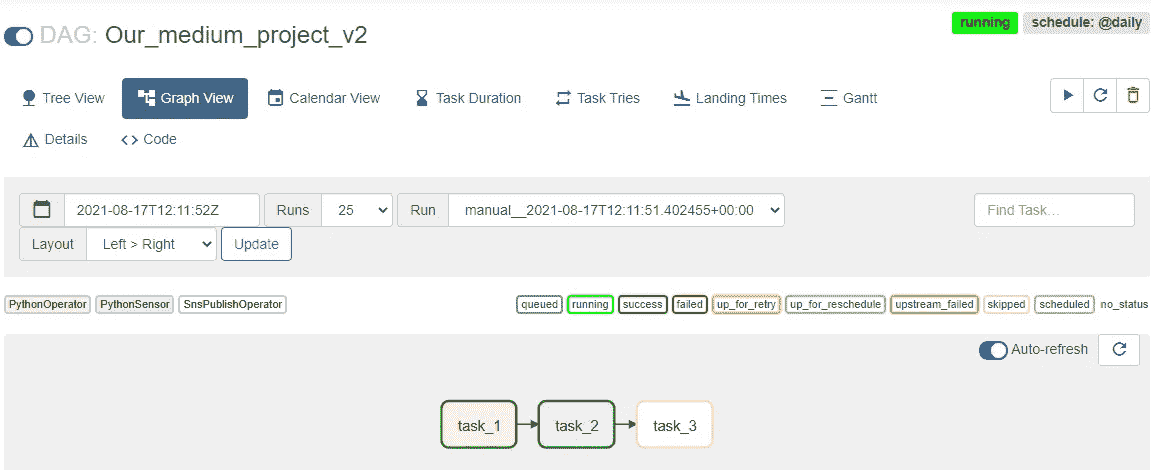 DAG: Our_medium_project_v2
running schedule: @daily
Tree View Graph View Calendar View Task Duration Task Tries Landing Times Gantt
Details Code
2021-08-17T12:11:52Z Runs 25 Run manual__2021-08-17T12:11:51.402455+00:00 Find Task...
Layout Left > Right Update
PythonOperator PythonSensor SnsPublishOperator queued running success failed up_for_retry up_for_reschedule upstream_failed skipped scheduled no_status
Auto-refresh
task_1 task_2 task_3